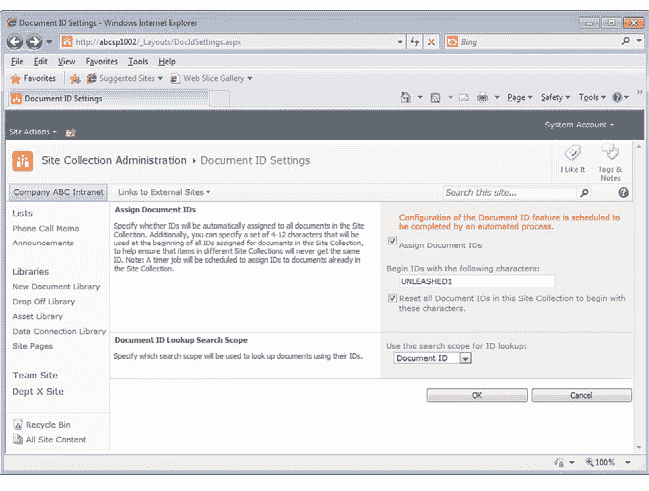 Document ID Settings - Windows Internet Explorer
http://abcsp1002/_Layouts/DocIdSettings.aspx
Bing
File Edit View Favorites Tools Help
Favorites Suggested Sites Web Slice Gallery
Document ID Settings
Page Safety Tools
System Account
Site Actions
Site Collection Administration Document ID Settings
I Like It
Tags & Notes
Company ABC Intranet Links to External Sites
Search this site...
Lists
Phone Call Memo
Announcements
Libraries
New Document Library
Drop Off Library
Asset Library
Data Connection Library
Site Pages
Team Site
Dept X Site
Recycle Bin
All Site Content
Assign Document IDs
Specify whether IDs will be automatically assigned to all documents in the Site
Collection. Additionally, you can specify a set of 4-12 characters that will be
used at the beginning of all IDs assigned for documents in this Site Collection,
to help ensure that items in different Site Collections will never get the same
ID. Note: A timer job will be scheduled to assign IDs to documents already in
the Site Collection.
Configuration of the Document ID feature is scheduled to
be completed by an automated process.
Assign Document IDs
Begin IDs with the following characters:
UNLEASHED1
Reset all Document IDs in this Site Collection to begin with
these characters.
Document ID Lookup Search Scope
Specify which search scope will be used to look up documents using their IDs.
Use this search scope for ID lookup:
Document ID
OK Cancel
100%